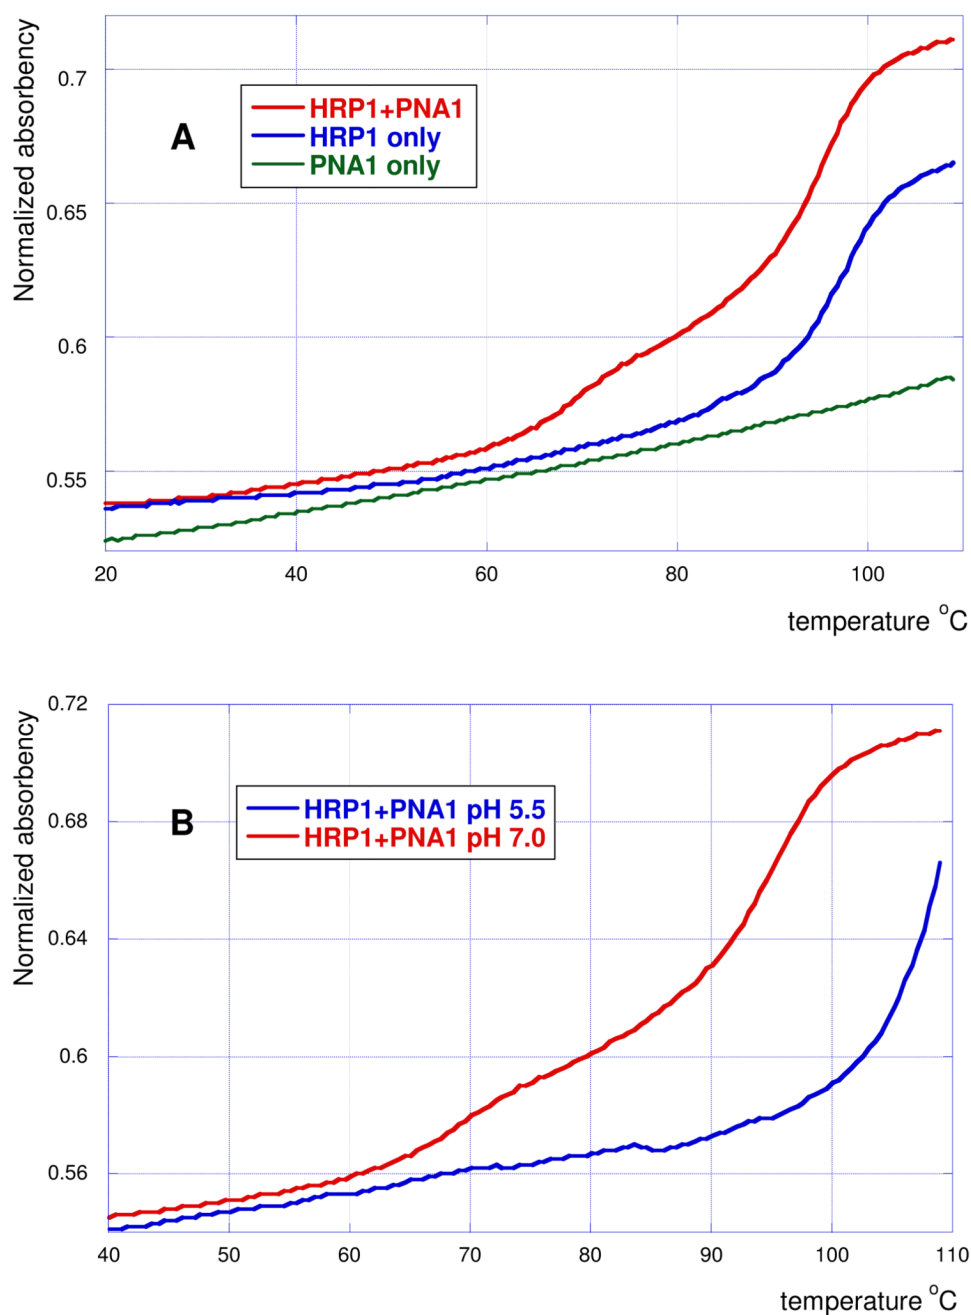 Normalized absorbency
0.7
0.65
0.6
0.55
A
HRP1+PNA1
HRP1 only
PNA1 only
20 40 60 80 100
temperature °C
Normalized absorbency
0.72
0.68
0.64
0.6
0.56
B
HRP1+PNA1 pH 5.5
HRP1+PNA1 pH 7.0
40 50 60 70 80 90 100 110
temperature °C